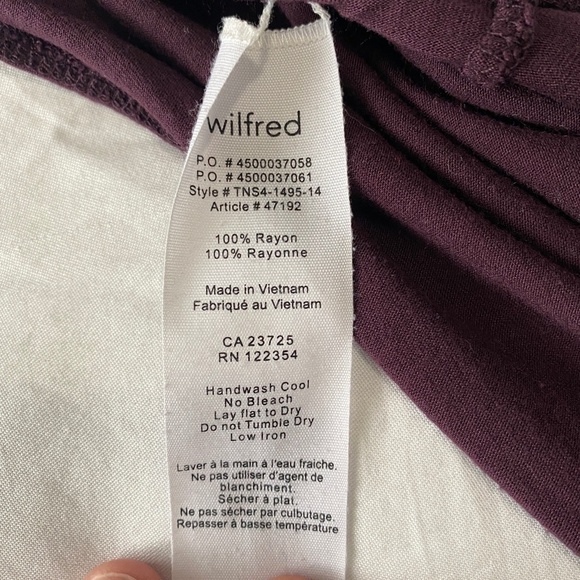 wilfred
P.O. # 4500037058
P.O. # 4500037061
Style # TNS4-1495-14
Article # 47192
100% Rayon
100% Rayonne
Made in Vietnam
Fabriqué au Vietnam
CA 23725
RN 122354
Handwash Cool
No Bleach
Lay flat to Dry
Do not Tumble Dry
Low Iron
Laver à la main à l'eau fraiche.
Ne pas utiliser d'agent de
blanchiment.
Sécher à plat.
Ne pas sécher par culbutage.
Repasser à basse température